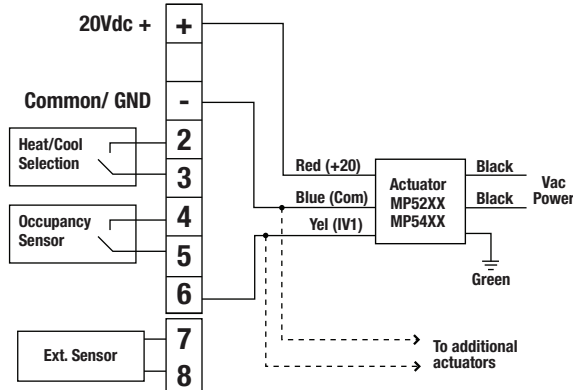 20Vdc +
+
Common/ GND
-
Heat/Cool
Selection
2
3
Occupancy
Sensor
4
5
6
Ext. Sensor
7
8
Red (+20)
Blue (Com)
Yel (IV1)
Actuator
MP52XX
MP54XX
Black
Black
Vac
Power
Green
To additional
actuators